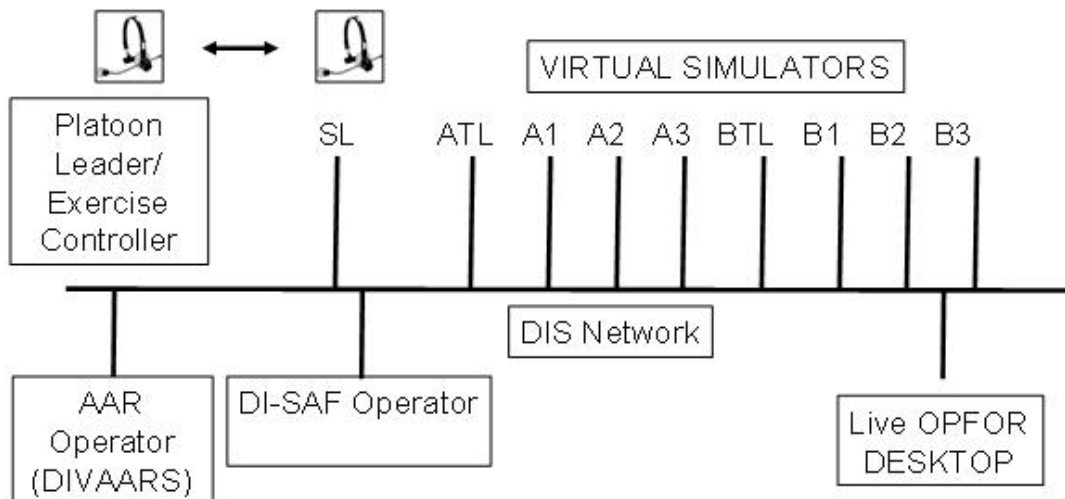 VIRTUAL SIMULATORS
Platoon
Leader/
Exercise
Controller
SL ATL A1 A2 A3 BTL B1 B2 B3
DIS Network
AAR
Operator
(DIVAARS)
DI-SAF Operator
Live OPFOR
DESKTOP